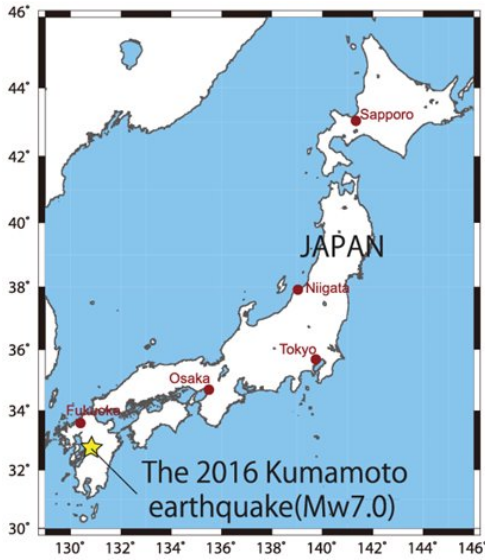 46°
44°
Sapporo
42°
40°
JAPAN
38°
Niigata
36°
Tokyo
Osaka
34°
Fukuoka
32°
The 2016 Kumamoto
earthquake(Mw7.0)
30°
130° 132° 134° 136° 138° 140° 142° 144° 146°